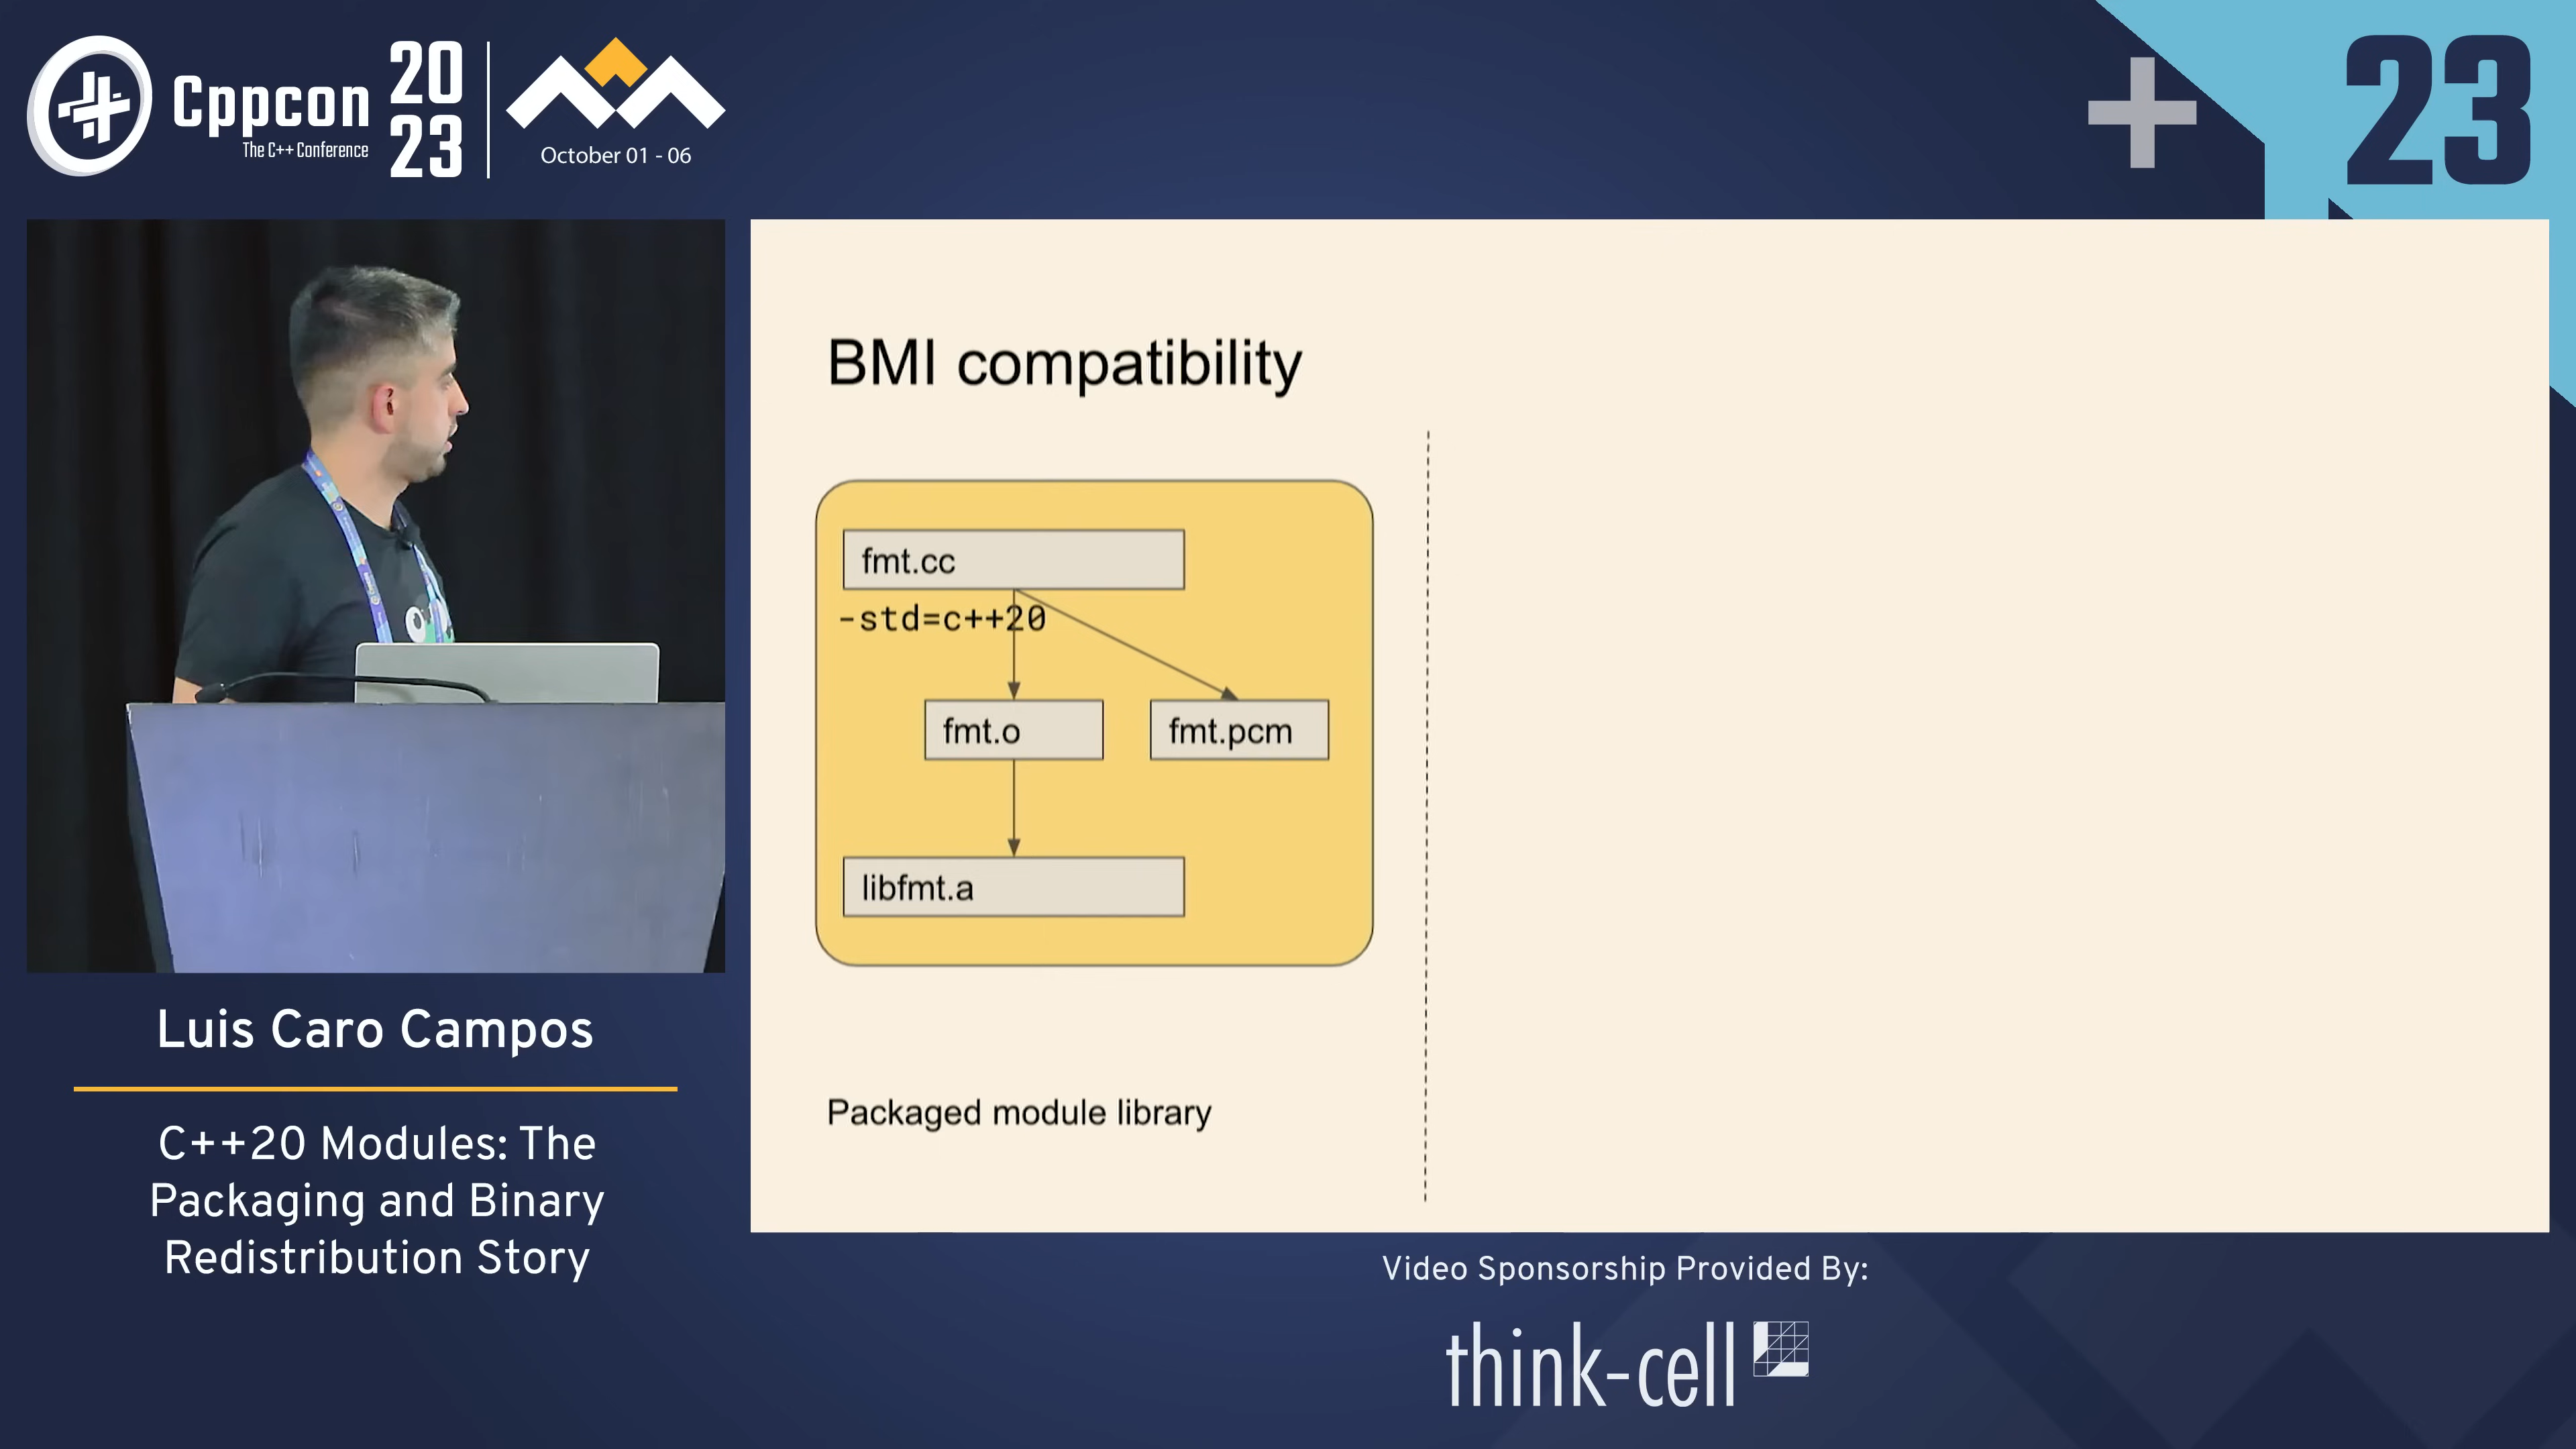 Cppcon
The C++ Conference
20
23
October 01 - 06
23
BMI compatibility
fmt.cc
-std=c++20
fmt.o
fmt.pcm
libfmt.a
Packaged module library
Luis Caro Campos
C++20 Modules: The
Packaging and Binary
Redistribution Story
Video Sponsorship Provided By:
think-cell